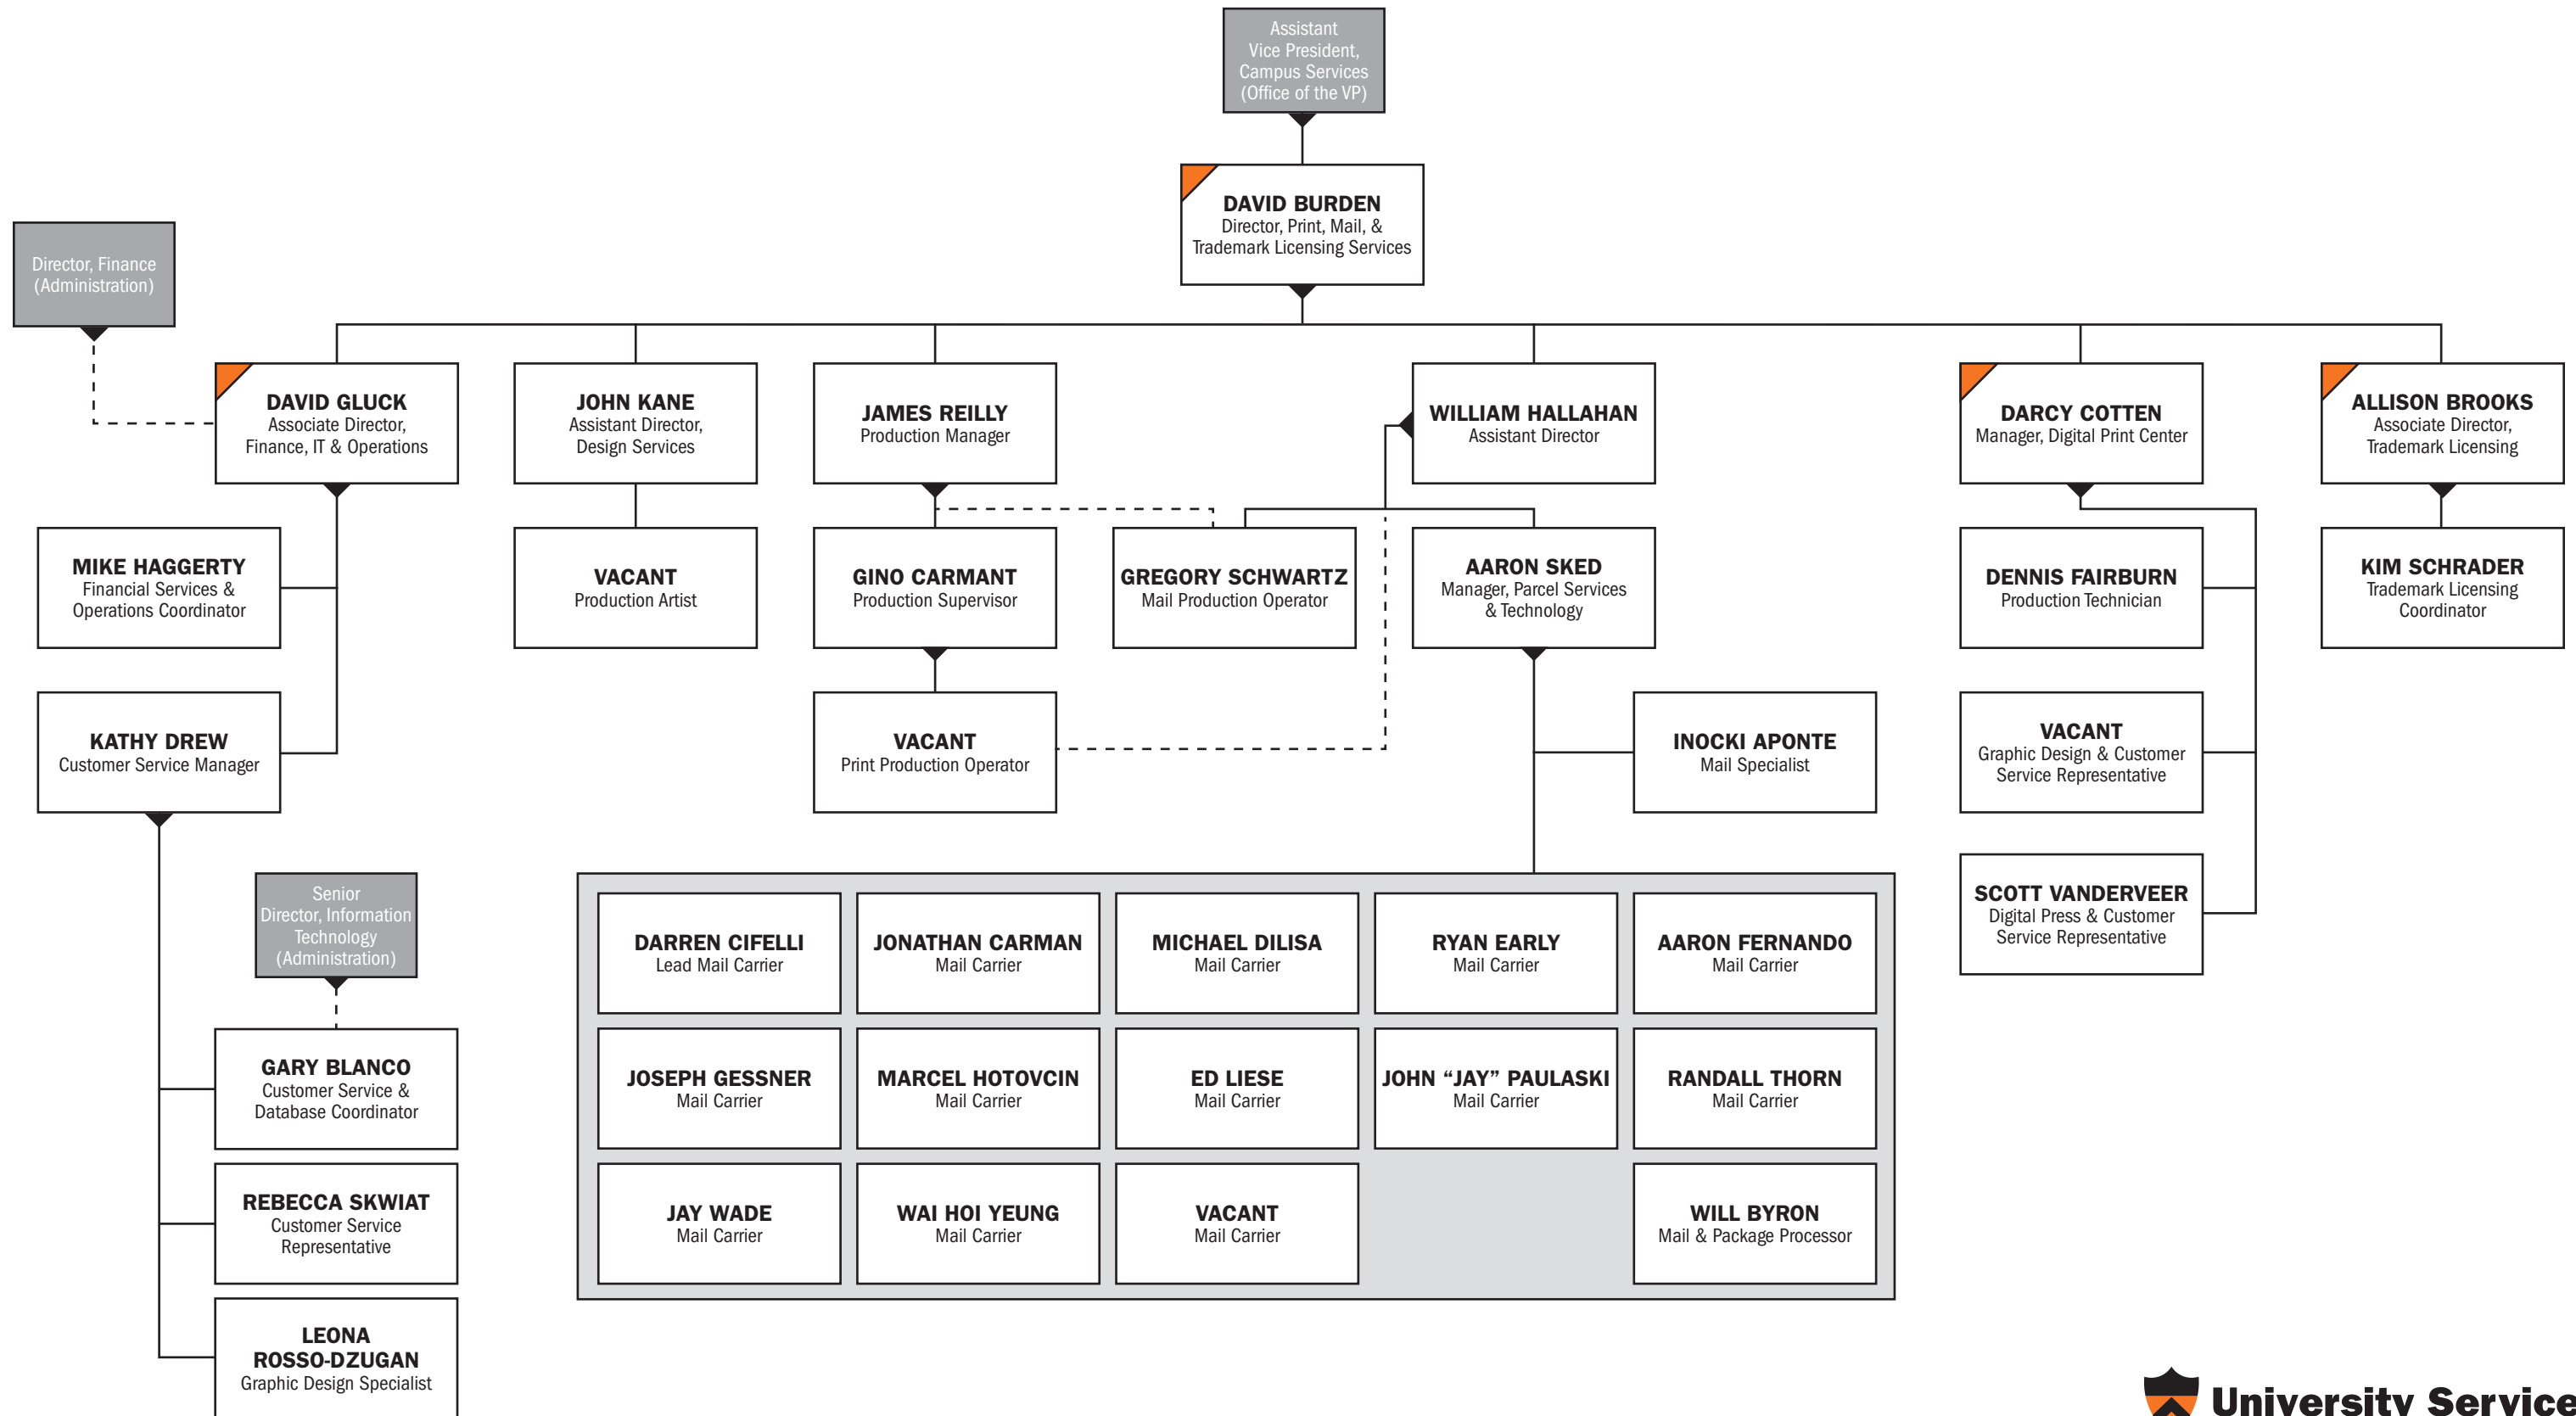 Assistant
Vice President,
Campus Services
(Office of the VP)
DAVID BURDEN
Director, Print, Mail, &
Trademark Licensing Services
Director, Finance
(Administration)
DAVID GLUCK
Associate Director,
Finance, IT & Operations
JOHN KANE
Assistant Director,
Design Services
JAMES REILLY
Production Manager
WILLIAM HALLAHAN
Assistant Director
DARCY COTTEN
Manager, Digital Print Center
ALLISON BROOKS
Associate Director,
Trademark Licensing
MIKE HAGGERTY
Financial Services &
Operations Coordinator
VACANT
Production Artist
GINO CARMANT
Production Supervisor
GREGORY SCHWARTZ
Mail Production Operator
AARON SKED
Manager, Parcel Services
& Technology
DENNIS FAIRBURN
Production Technician
KIM SCHRADER
Trademark Licensing
Coordinator
KATHY DREW
Customer Service Manager
VACANT
Print Production Operator
INOCKI APONTE
Mail Specialist
VACANT
Graphic Design & Customer
Service Representative
SCOTT VANDERVEER
Digital Press & Customer
Service Representative
Senior
Director, Information
Technology
(Administration)
DARREN CIFELLI
Lead Mail Carrier
JONATHAN CARMAN
Mail Carrier
MICHAEL DILISA
Mail Carrier
RYAN EARLY
Mail Carrier
AARON FERNANDO
Mail Carrier
GARY BLANCO
Customer Service &
Database Coordinator
JOSEPH GESSNER
Mail Carrier
MARCEL HOTOVCIN
Mail Carrier
ED LIESE
Mail Carrier
JOHN “JAY” PAULASKI
Mail Carrier
RANDALL THORN
Mail Carrier
REBECCA SKWIAT
Customer Service
Representative
JAY WADE
Mail Carrier
WAI HOI YEUNG
Mail Carrier
VACANT
Mail Carrier
WILL BYRON
Mail & Package Processor
LEONA
ROSSO-DZUGAN
Graphic Design Specialist
University Service